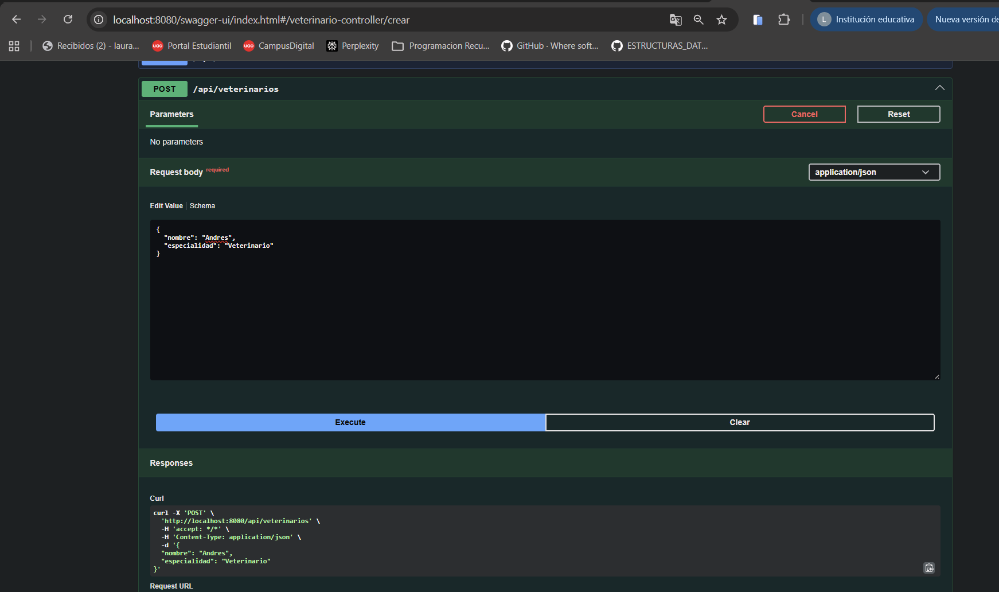 localhost:8080/swagger-ui/index.html#/veterinario-controller/crear
L Institución educativa
Nueva versión de
Recibidos (2) - laura...
uao Portal Estudiantil
uao CampusDigital
Perplexity
Programacion Recu...
GitHub · Where soft...
ESTRUCTURAS_DAT...
POST /api/veterinarios
Parameters
Cancel
Reset
No parameters
Request body required
application/json
Edit Value | Schema
{
"nombre": "Andres",
"especialidad": "Veterinario"
}
Execute
Clear
Responses
Curl
curl -X 'POST' \
'http://localhost:8080/api/veterinarios' \
-H 'accept: */*' \
-H 'Content-Type: application/json' \
-d '{
"nombre": "Andres",
"especialidad": "Veterinario"
}'
Request URL